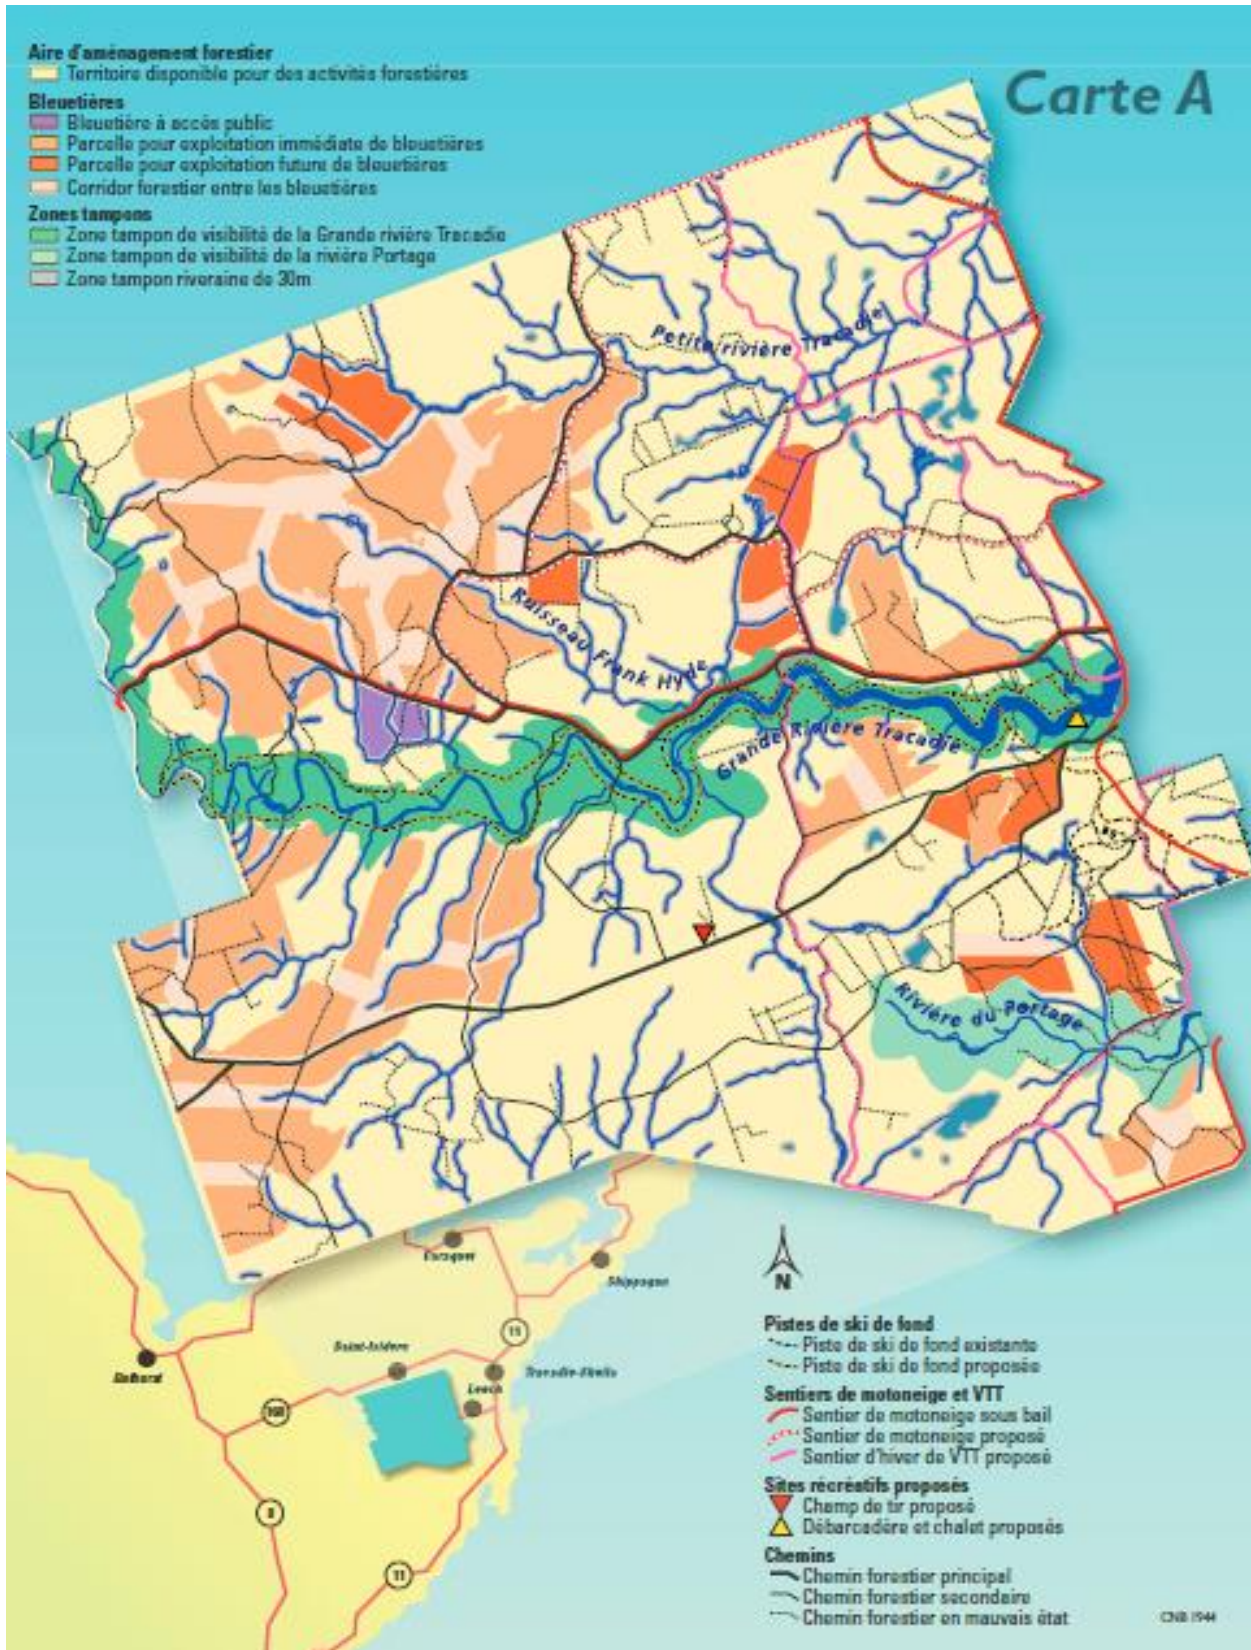 Aire d'aménagement forestier
Territoire disponible pour des activités forestières
Bleuetières
Bleuetière à accès public
Parcelle pour exploitation immédiate de bleuetières
Parcelle pour exploitation future de bleuetières
Corridor forestier entre les bleuetières
Zones tampons
Zone tampon de visibilité de la Grande rivière Tracadie
Zone tampon de visibilité de la rivière Portage
Zone tampon riveraine de 30m
Carte A
Petite rivière Tracadie
Ruisseau Frank Hyde
Grande Rivière Tracadie
Rivière du Portage
Caraquet
Shippagan
11
Saint-Isidore
Tracadie-Sheila
Bathurst
Leech
160
8
11
N
Pistes de ski de fond
Piste de ski de fond existante
Piste de ski de fond proposée
Sentiers de motoneige et VTT
Sentier de motoneige sous bail
Sentier de motoneige proposé
Sentier d'hiver de VTT proposé
Sites récréatifs proposés
Champ de tir proposé
Débarcadère et chalet proposés
Chemins
Chemin forestier principal
Chemin forestier secondaire
Chemin forestier en mauvais état
CNB 1944